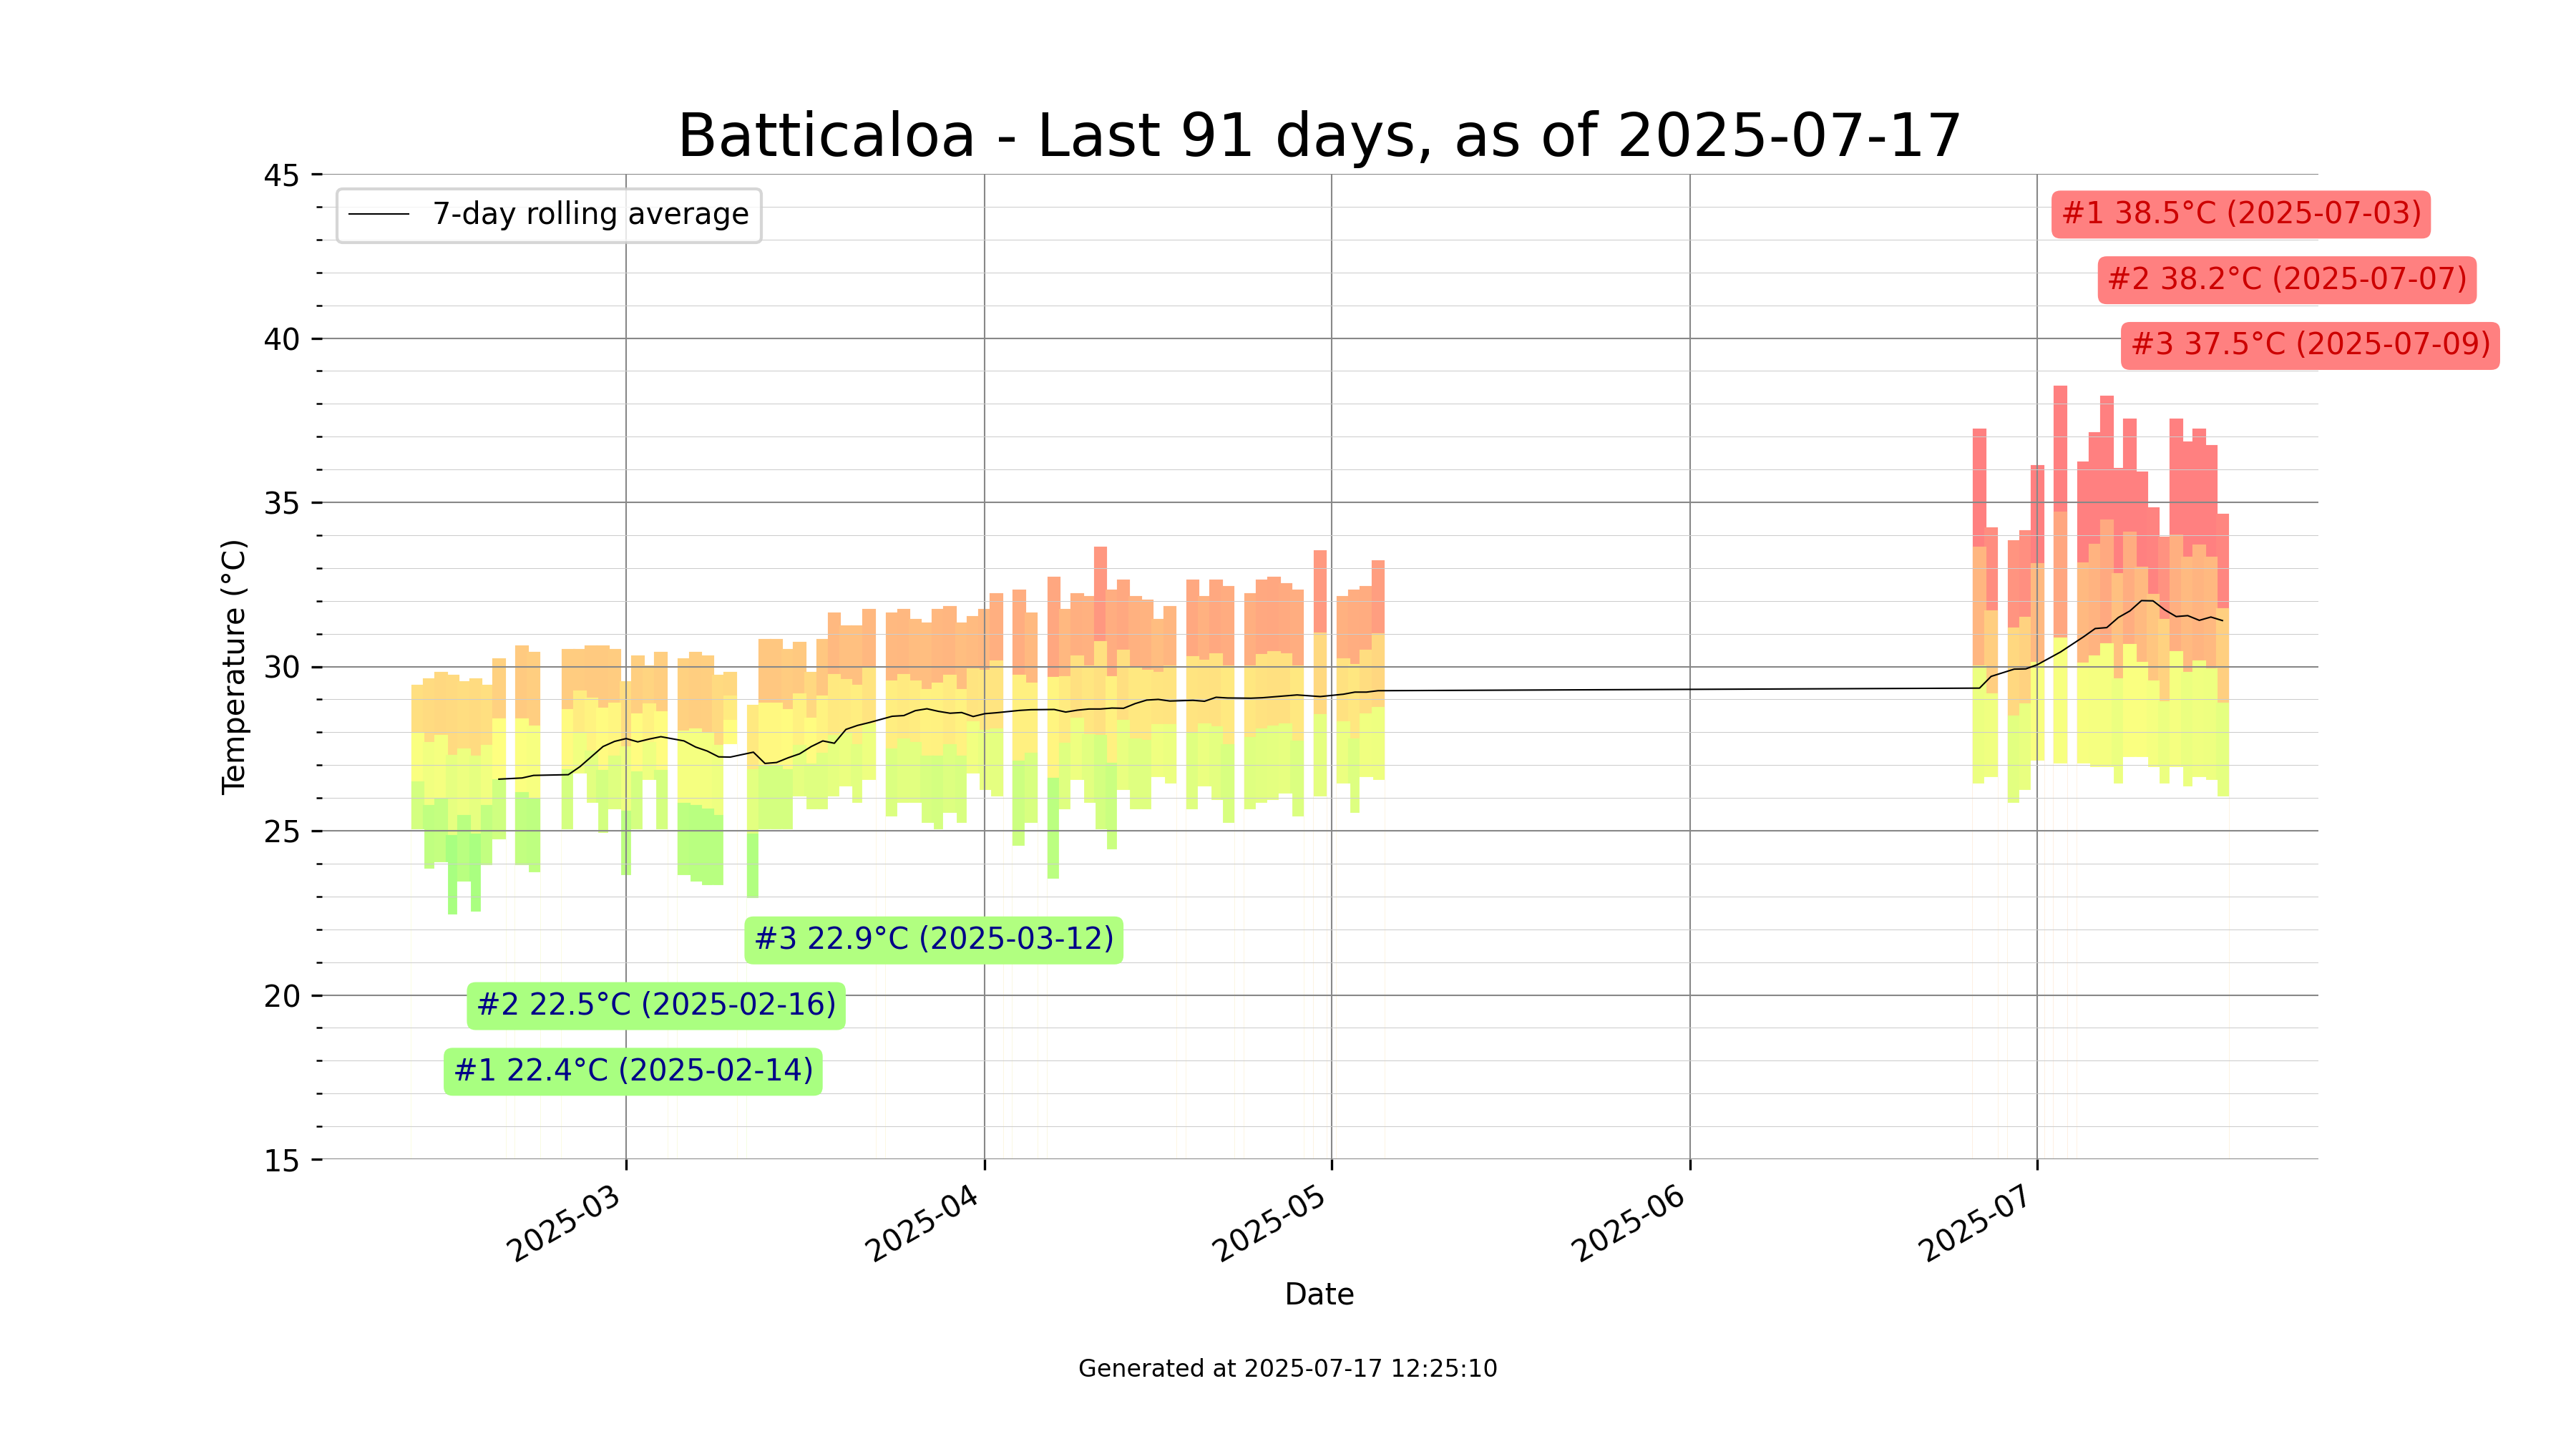 Batticaloa - Last 91 days, as of 2025-07-17
7-day rolling average
#1 38.5°C (2025-07-03)
#2 38.2°C (2025-07-07)
#3 37.5°C (2025-07-09)
45
40
35
30
25
20
15
Temperature (°C)
#3 22.9°C (2025-03-12)
#2 22.5°C (2025-02-16)
#1 22.4°C (2025-02-14)
2025-03
2025-04
2025-05
2025-06
2025-07
Date
Generated at 2025-07-17 12:25:10